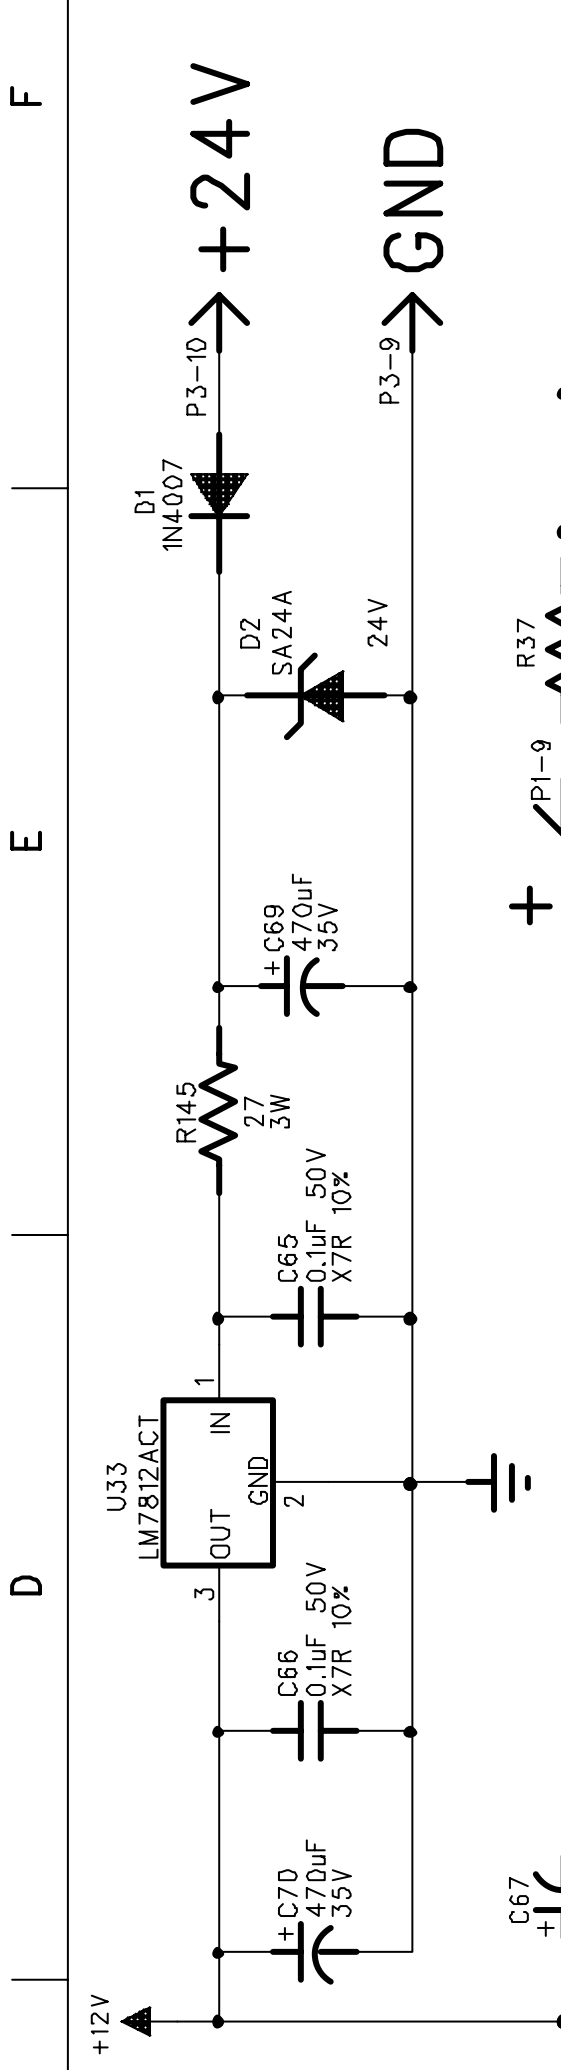 F
E
D
+24V
GND
P3-10
P3-9
D1
1N4007
D2
SA24A
24V
R37
P1-9
+
+ C69
470uF
35V
R145
27
3W
C65
0.1uF 50V
X7R 10%
U33
LM7812ACT
1
IN
OUT
GND
3
2
C66
0.1uF 50V
X7R 10%
+ C70
470uF
35V
C67
+
+12V